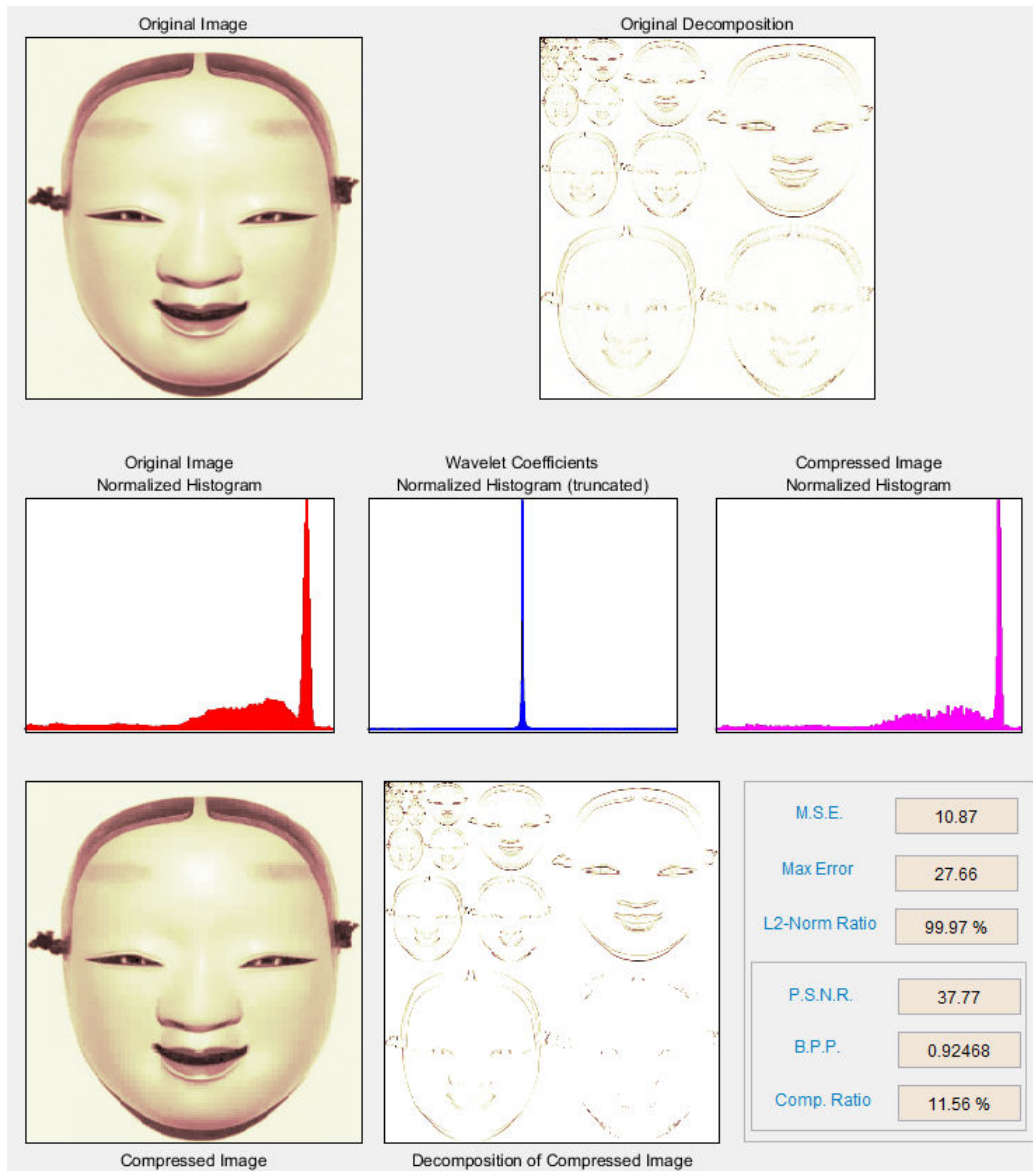 Original Image
Original Decomposition
Original Image
Normalized Histogram
Wavelet Coefficients
Normalized Histogram (truncated)
Compressed Image
Normalized Histogram
M.S.E.
10.87
Max Error
27.66
L2-Norm Ratio
99.97 %
P.S.N.R.
37.77
B.P.P.
0.92468
Comp. Ratio
11.56 %
Compressed Image
Decomposition of Compressed Image